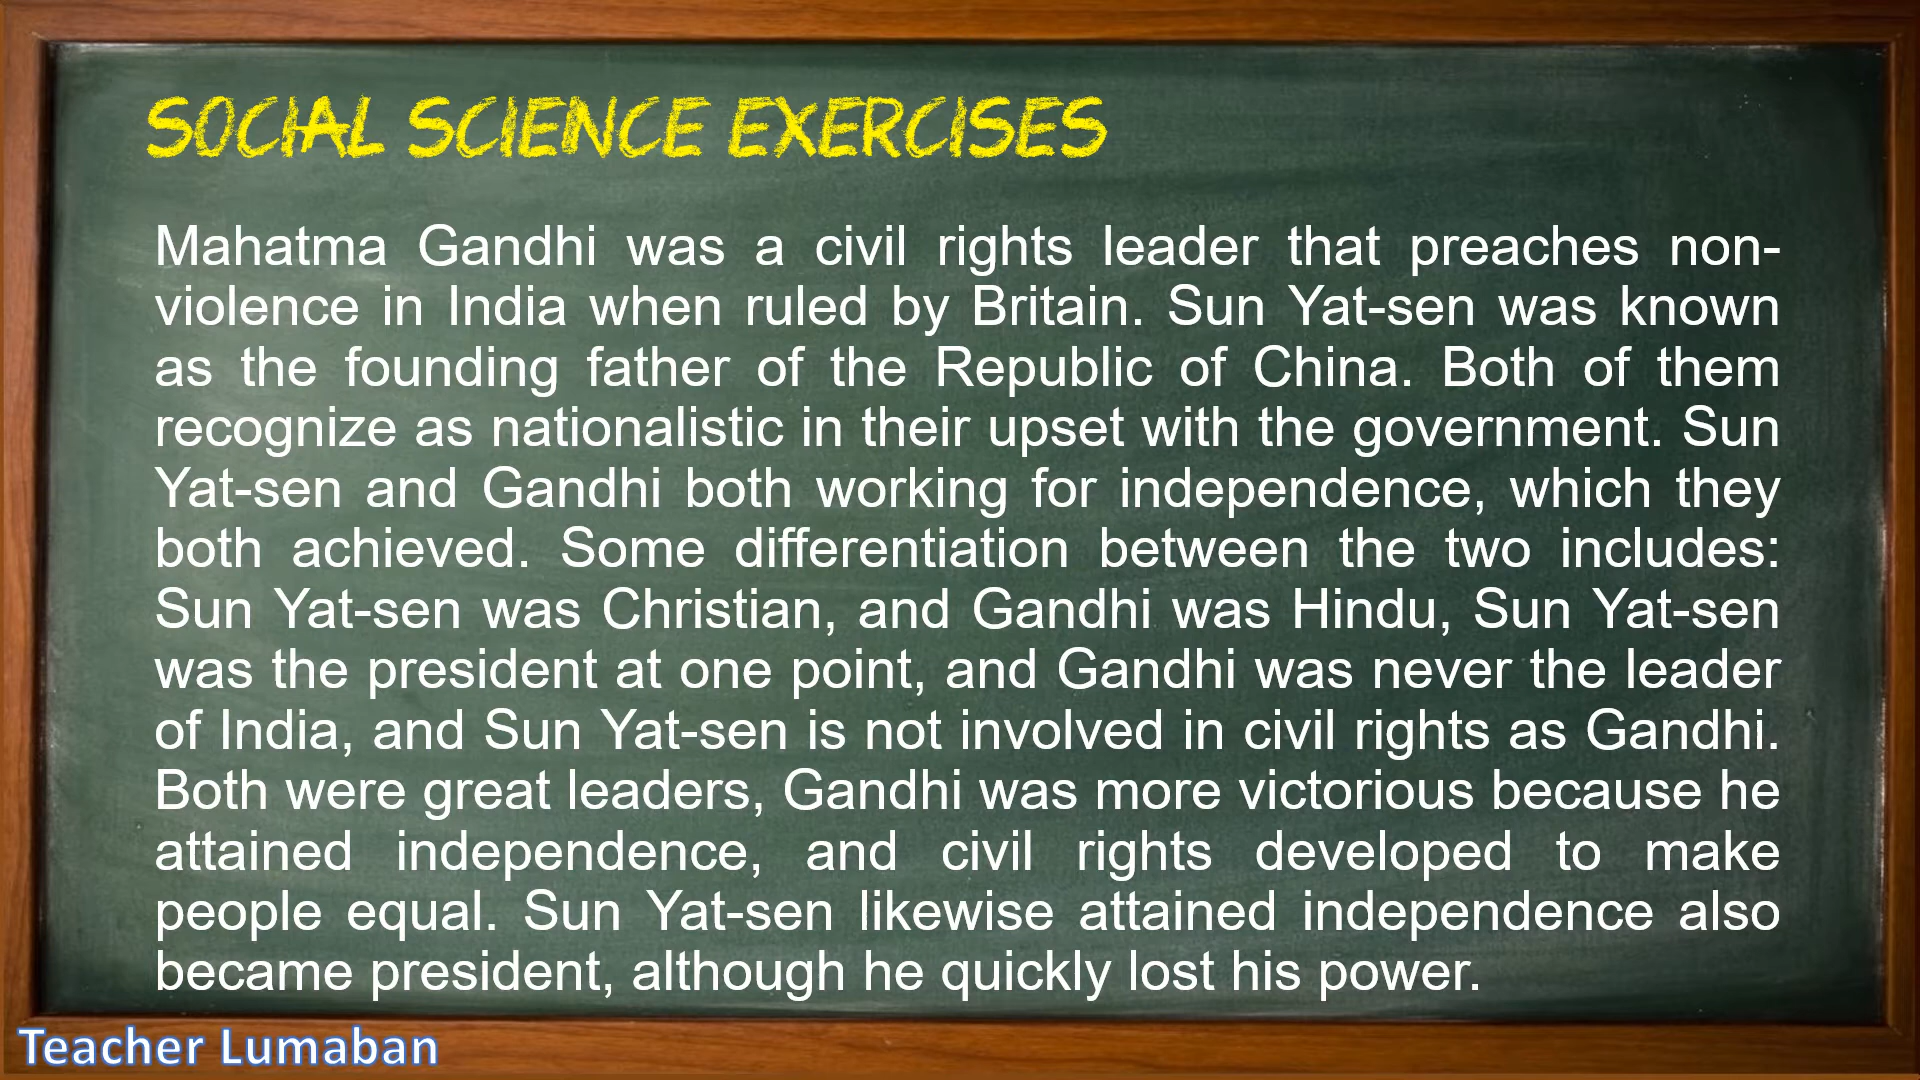 SOCIAL SCIENCE EXERCISES
Mahatma Gandhi was a civil rights leader that preaches non-
violence in India when ruled by Britain. Sun Yat-sen was known
as the founding father of the Republic of China. Both of them
recognize as nationalistic in their upset with the government. Sun
Yat-sen and Gandhi both working for independence, which they
both achieved. Some differentiation between the two includes:
Sun Yat-sen was Christian, and Gandhi was Hindu, Sun Yat-sen
was the president at one point, and Gandhi was never the leader
of India, and Sun Yat-sen is not involved in civil rights as Gandhi.
Both were great leaders, Gandhi was more victorious because he
attained independence, and civil rights developed to make
people equal. Sun Yat-sen likewise attained independence also
became president, although he quickly lost his power.
Teacher Lumaban